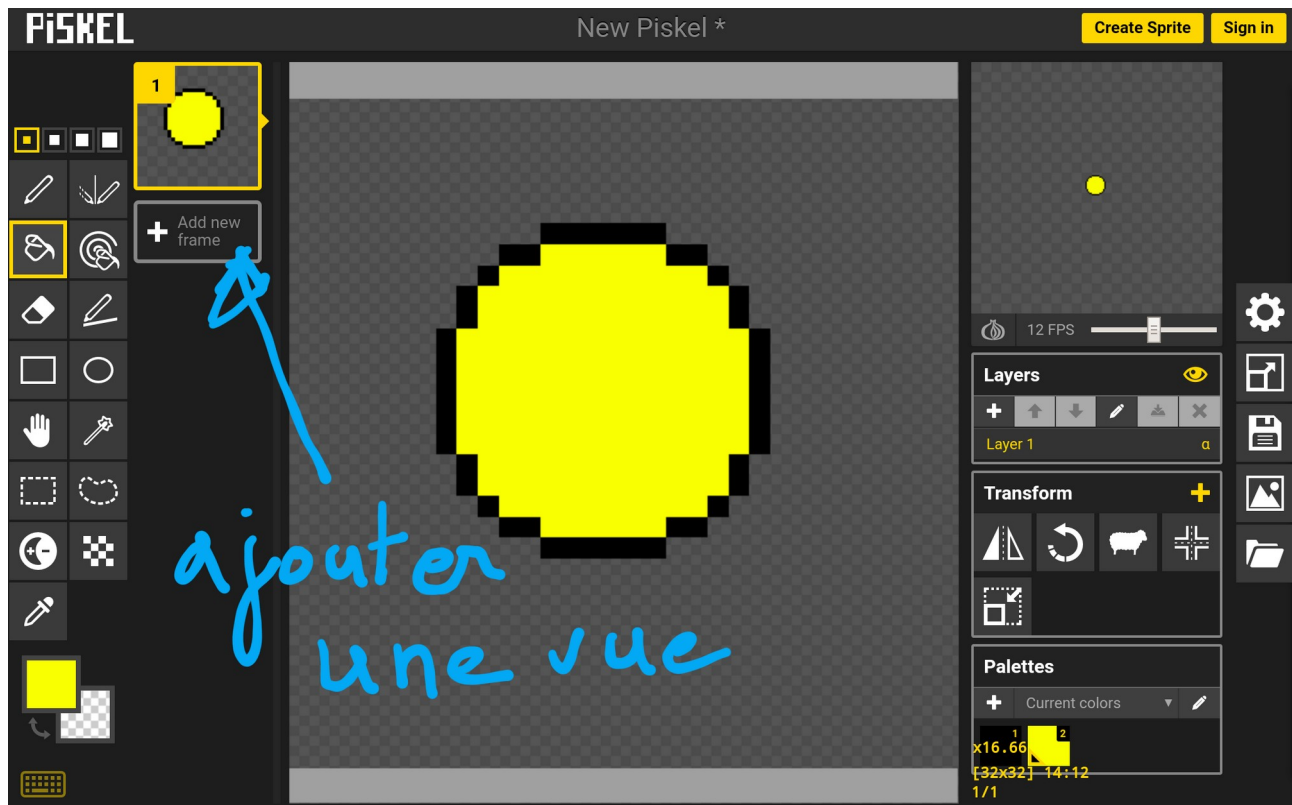 PiSKEL
New Piskel *
Create Sprite
Sign in
1
Add new
frame
12 FPS
Layers
Layer 1
α
Transform
Palettes
Current colors
1
2
x16.66
[32x32] 14:12
1/1
ajouter
une vue